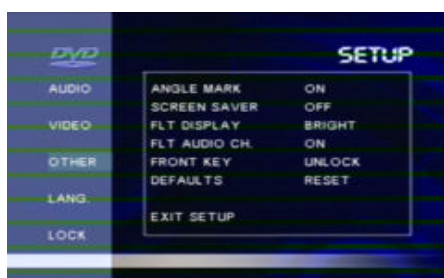 DVD
SETUP
AUDIO
VIDEO
OTHER
LANG.
LOCK
ANGLE MARK ON
SCREEN SAVER OFF
FLT DISPLAY BRIGHT
FLT AUDIO CH. ON
FRONT KEY UNLOCK
DEFAULTS RESET
EXIT SETUP